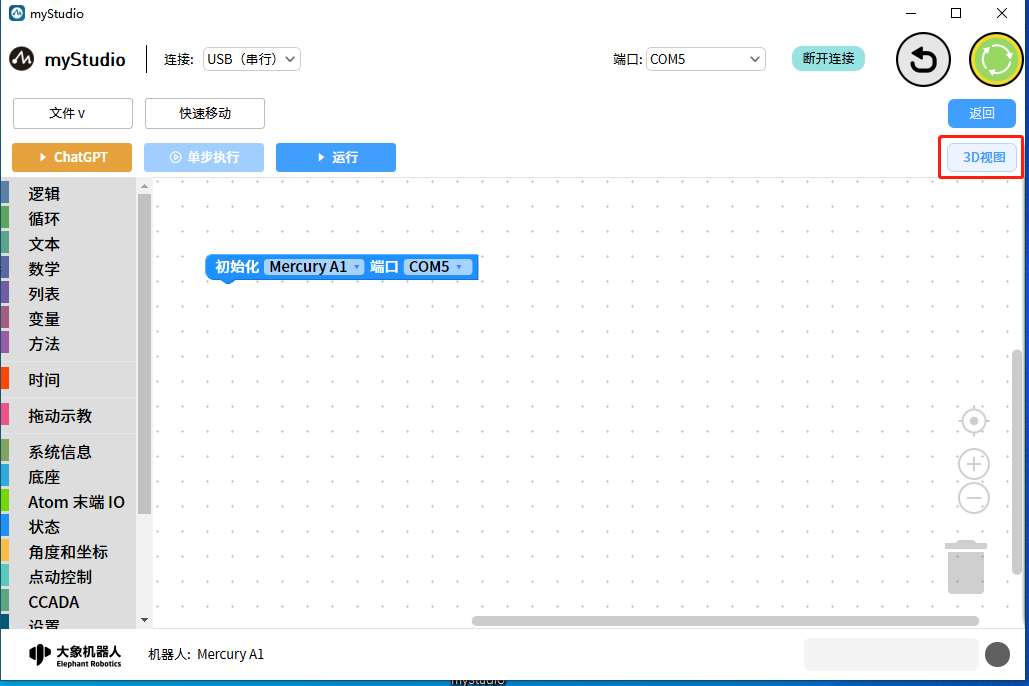 myStudio
myStudio 连接: USB（串行） 端口: COM5 断开连接
文件 v 快速移动 返回
ChatGPT 单步执行 运行 3D视图
逻辑
循环
文本
数学
列表
变量
方法
时间
拖动示教
系统信息
底座
Atom 末端 IO
状态
角度和坐标
点动控制
CCADA
设置
初始化 Mercury A1 端口 COM5
大象机器人
Elephant Robotics
机器人: Mercury A1
myStudio